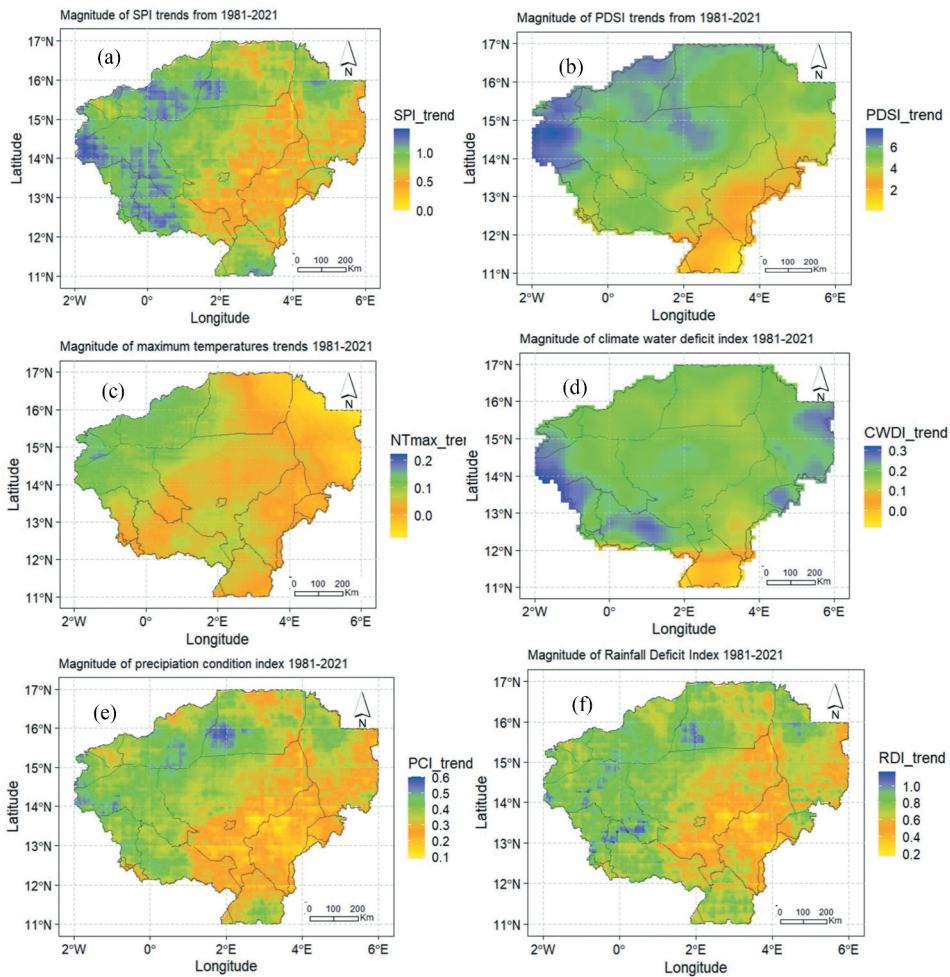 Magnitude of SPI trends from 1981-2021
(a)
N
17°N
16°N
15°N
14°N
13°N
12°N
11°N
Latitude
SPI_trend
1.0
0.5
0.0
0 100 200
Km
2°W 0° 2°E 4°E 6°E
Longitude
Magnitude of PDSI trends from 1981-2021
(b)
N
17°N
16°N
15°N
14°N
13°N
12°N
11°N
Latitude
PDSI_trend
6
4
2
0 100 200
Km
2°W 0° 2°E 4°E 6°E
Longitude
Magnitude of maximum temperatures trends 1981-2021
(c)
N
17°N
16°N
15°N
14°N
13°N
12°N
11°N
Latitude
NTmax_tre
0.2
0.1
0.0
0 100 200
Km
2°W 0° 2°E 4°E 6°E
Longitude
Magnitude of climate water deficit index 1981-2021
(d)
N
17°N
16°N
15°N
14°N
13°N
12°N
11°N
Latitude
CWDI_trend
0.3
0.2
0.1
0.0
0 100 200
Km
2°W 0° 2°E 4°E 6°E
Longitude
Magnitude of precipiation condition index 1981-2021
(e)
N
17°N
16°N
15°N
14°N
13°N
12°N
11°N
Latitude
PCI_trend
0.6
0.5
0.4
0.3
0.2
0.1
0 100 200
Km
2°W 0° 2°E 4°E 6°E
Longitude
Magnitude of Rainfall Deficit Index 1981-2021
(f)
N
17°N
16°N
15°N
14°N
13°N
12°N
11°N
Latitude
RDI_trend
1.0
0.8
0.6
0.4
0.2
0 100 200
Km
2°W 0° 2°E 4°E 6°E
Longitude